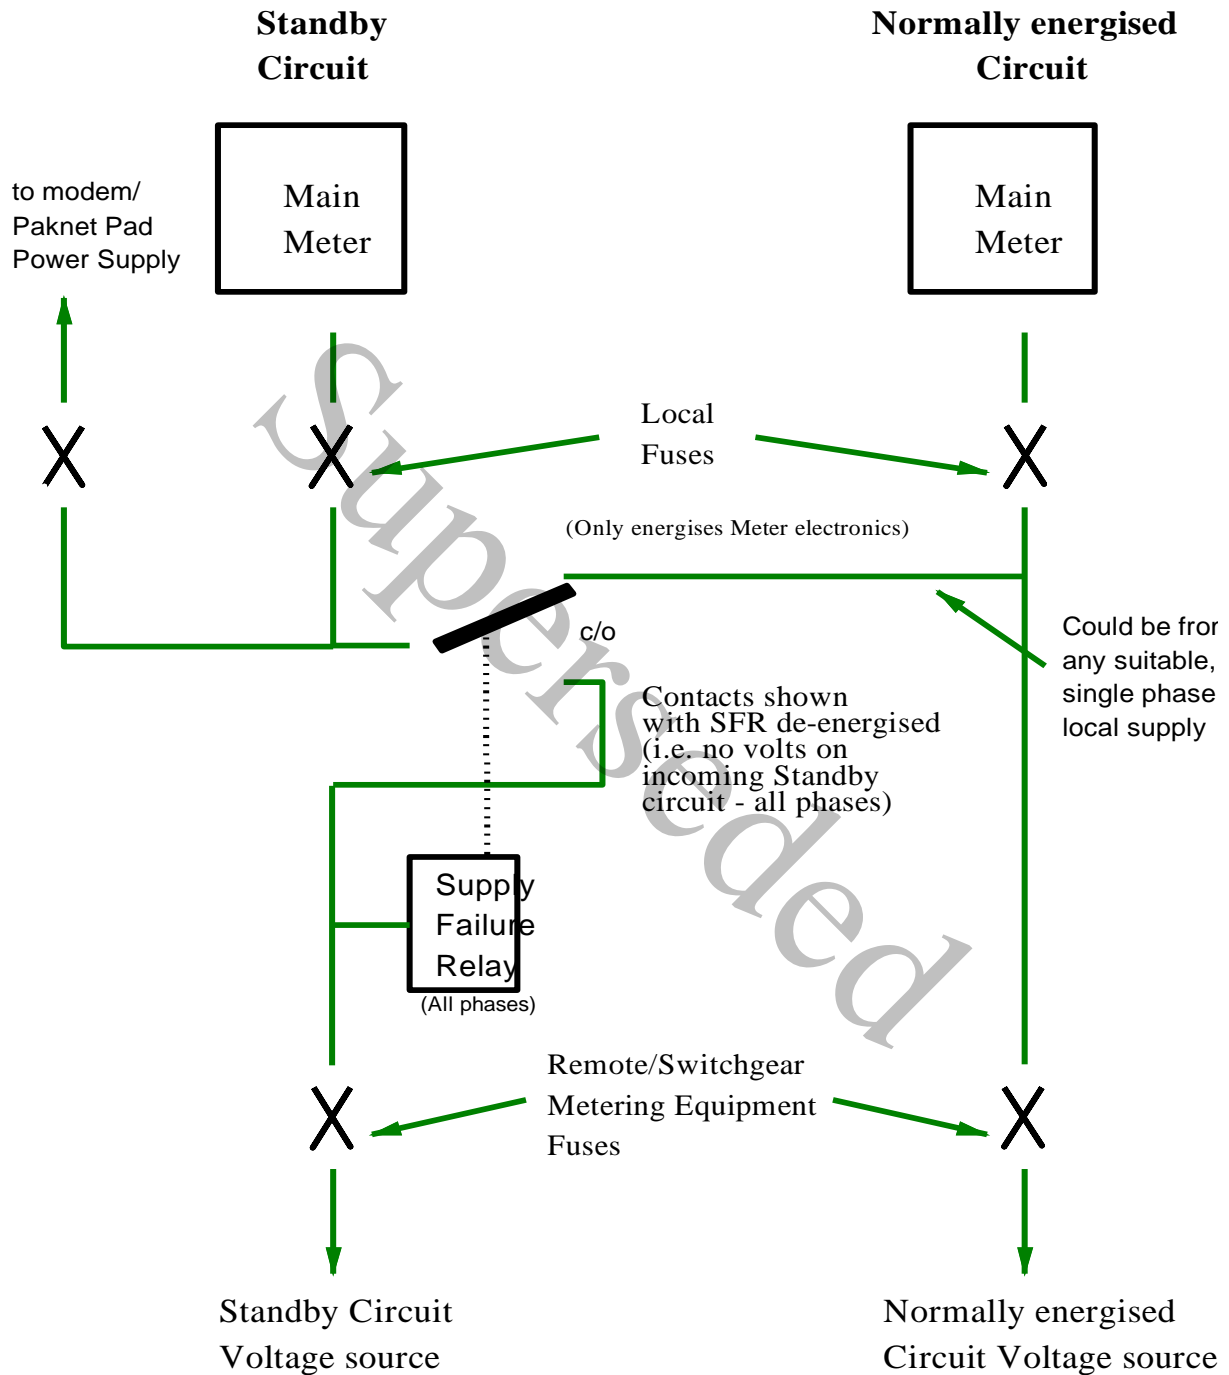 Standby
Circuit
Normally energised
Circuit
Main
Meter
Main
Meter
to modem/
Paknet Pad
Power Supply
Local
Fuses
(Only energises Meter electronics)
c/o
Could be from
any suitable,
single phase
local supply
Contacts shown
with SFR de-energised
(i.e. no volts on
incoming Standby
circuit - all phases)
Supply
Failure
Relay
(All phases)
Remote/Switchgear
Metering Equipment
Fuses
Standby Circuit
Voltage source
Normally energised
Circuit Voltage source
Superseded